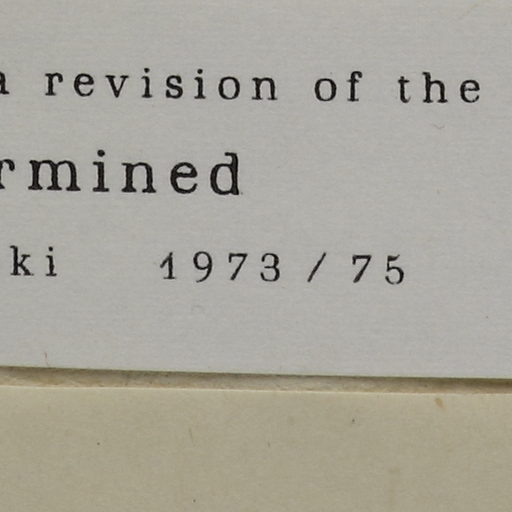 a revision of the
rmined
ki 1973 / 75